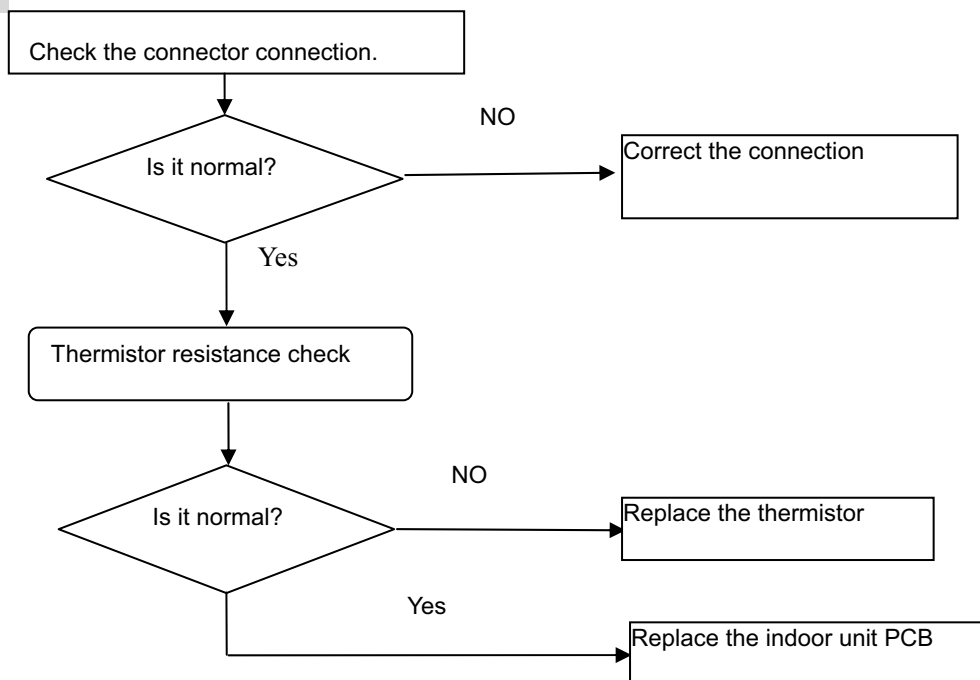 Check the connector connection.
NO
Is it normal?
Correct the connection
Yes
Thermistor resistance check
NO
Is it normal?
Replace the thermistor
Yes
Replace the indoor unit PCB